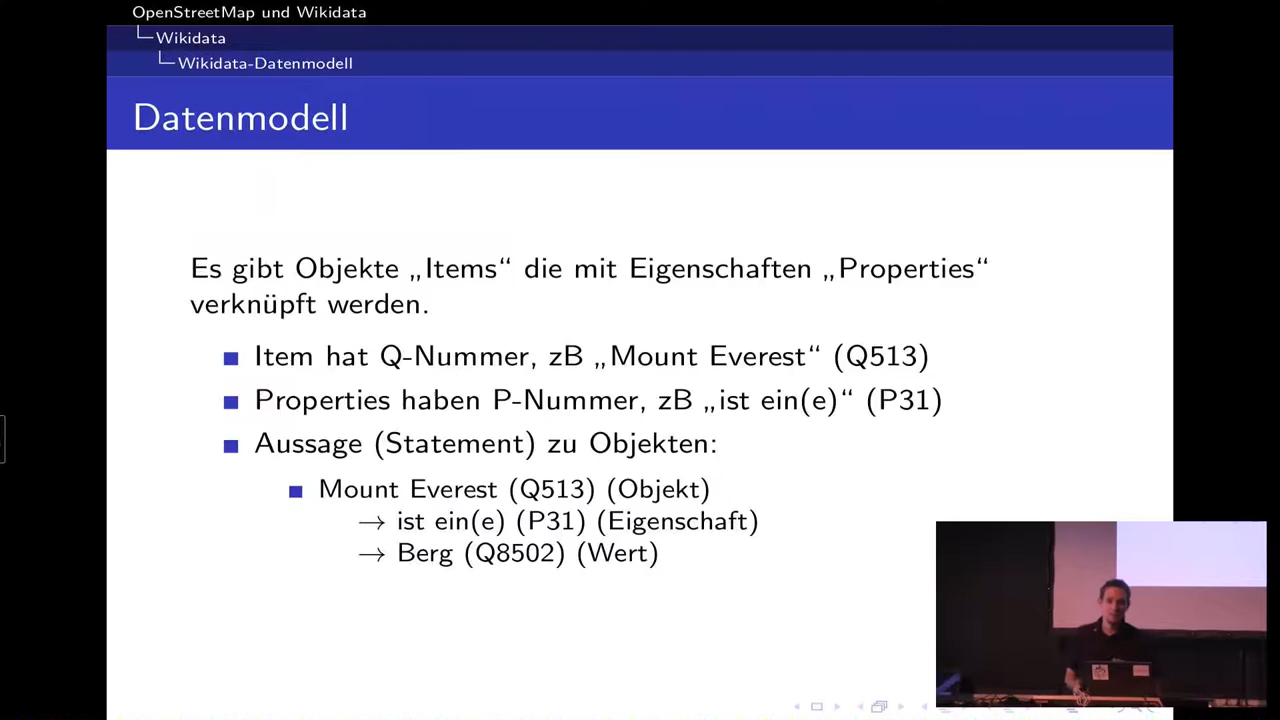 OpenStreetMap und Wikidata
Wikidata
Wikidata-Datenmodell
Datenmodell
Es gibt Objekte „Items“ die mit Eigenschaften „Properties“
verknüpft werden.
Item hat Q-Nummer, zB „Mount Everest“ (Q513)
Properties haben P-Nummer, zB „ist ein(e)“ (P31)
Aussage (Statement) zu Objekten:
Mount Everest (Q513) (Objekt)
→ ist ein(e) (P31) (Eigenschaft)
→ Berg (Q8502) (Wert)